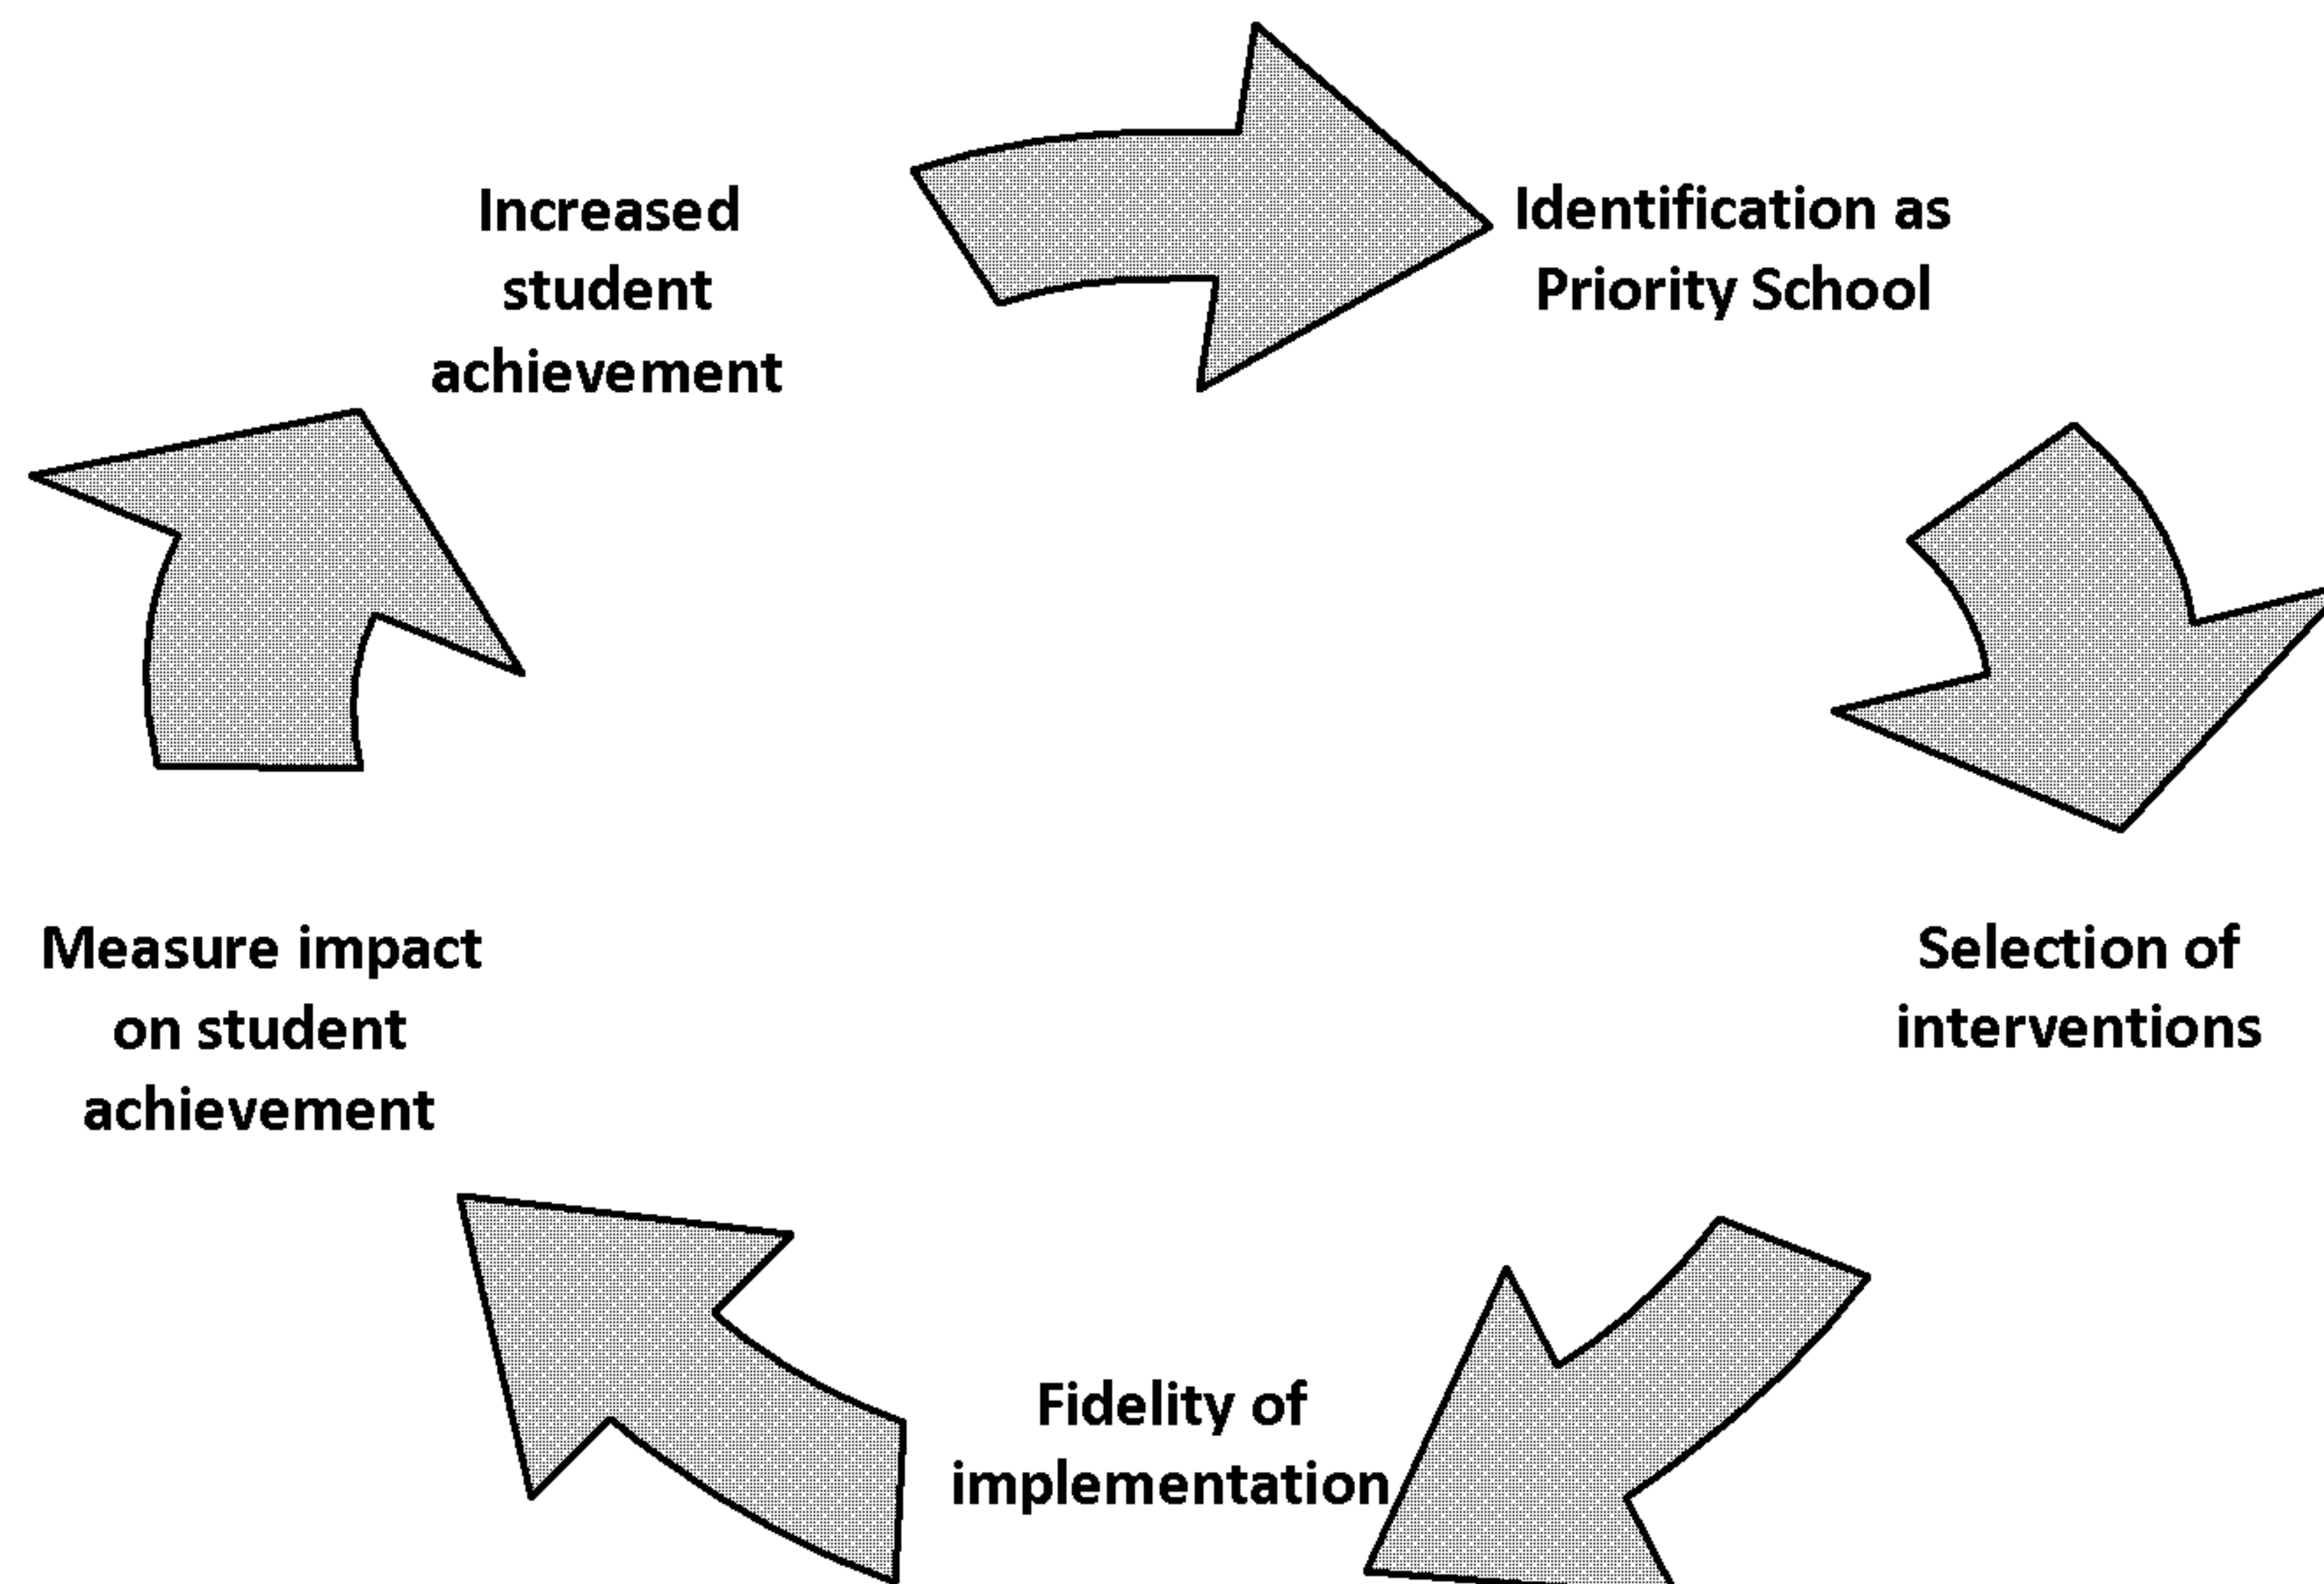 Increased
student
achievement
Identification as
Priority School
Selection of
interventions
Fidelity of
implementation
Measure impact
on student
achievement